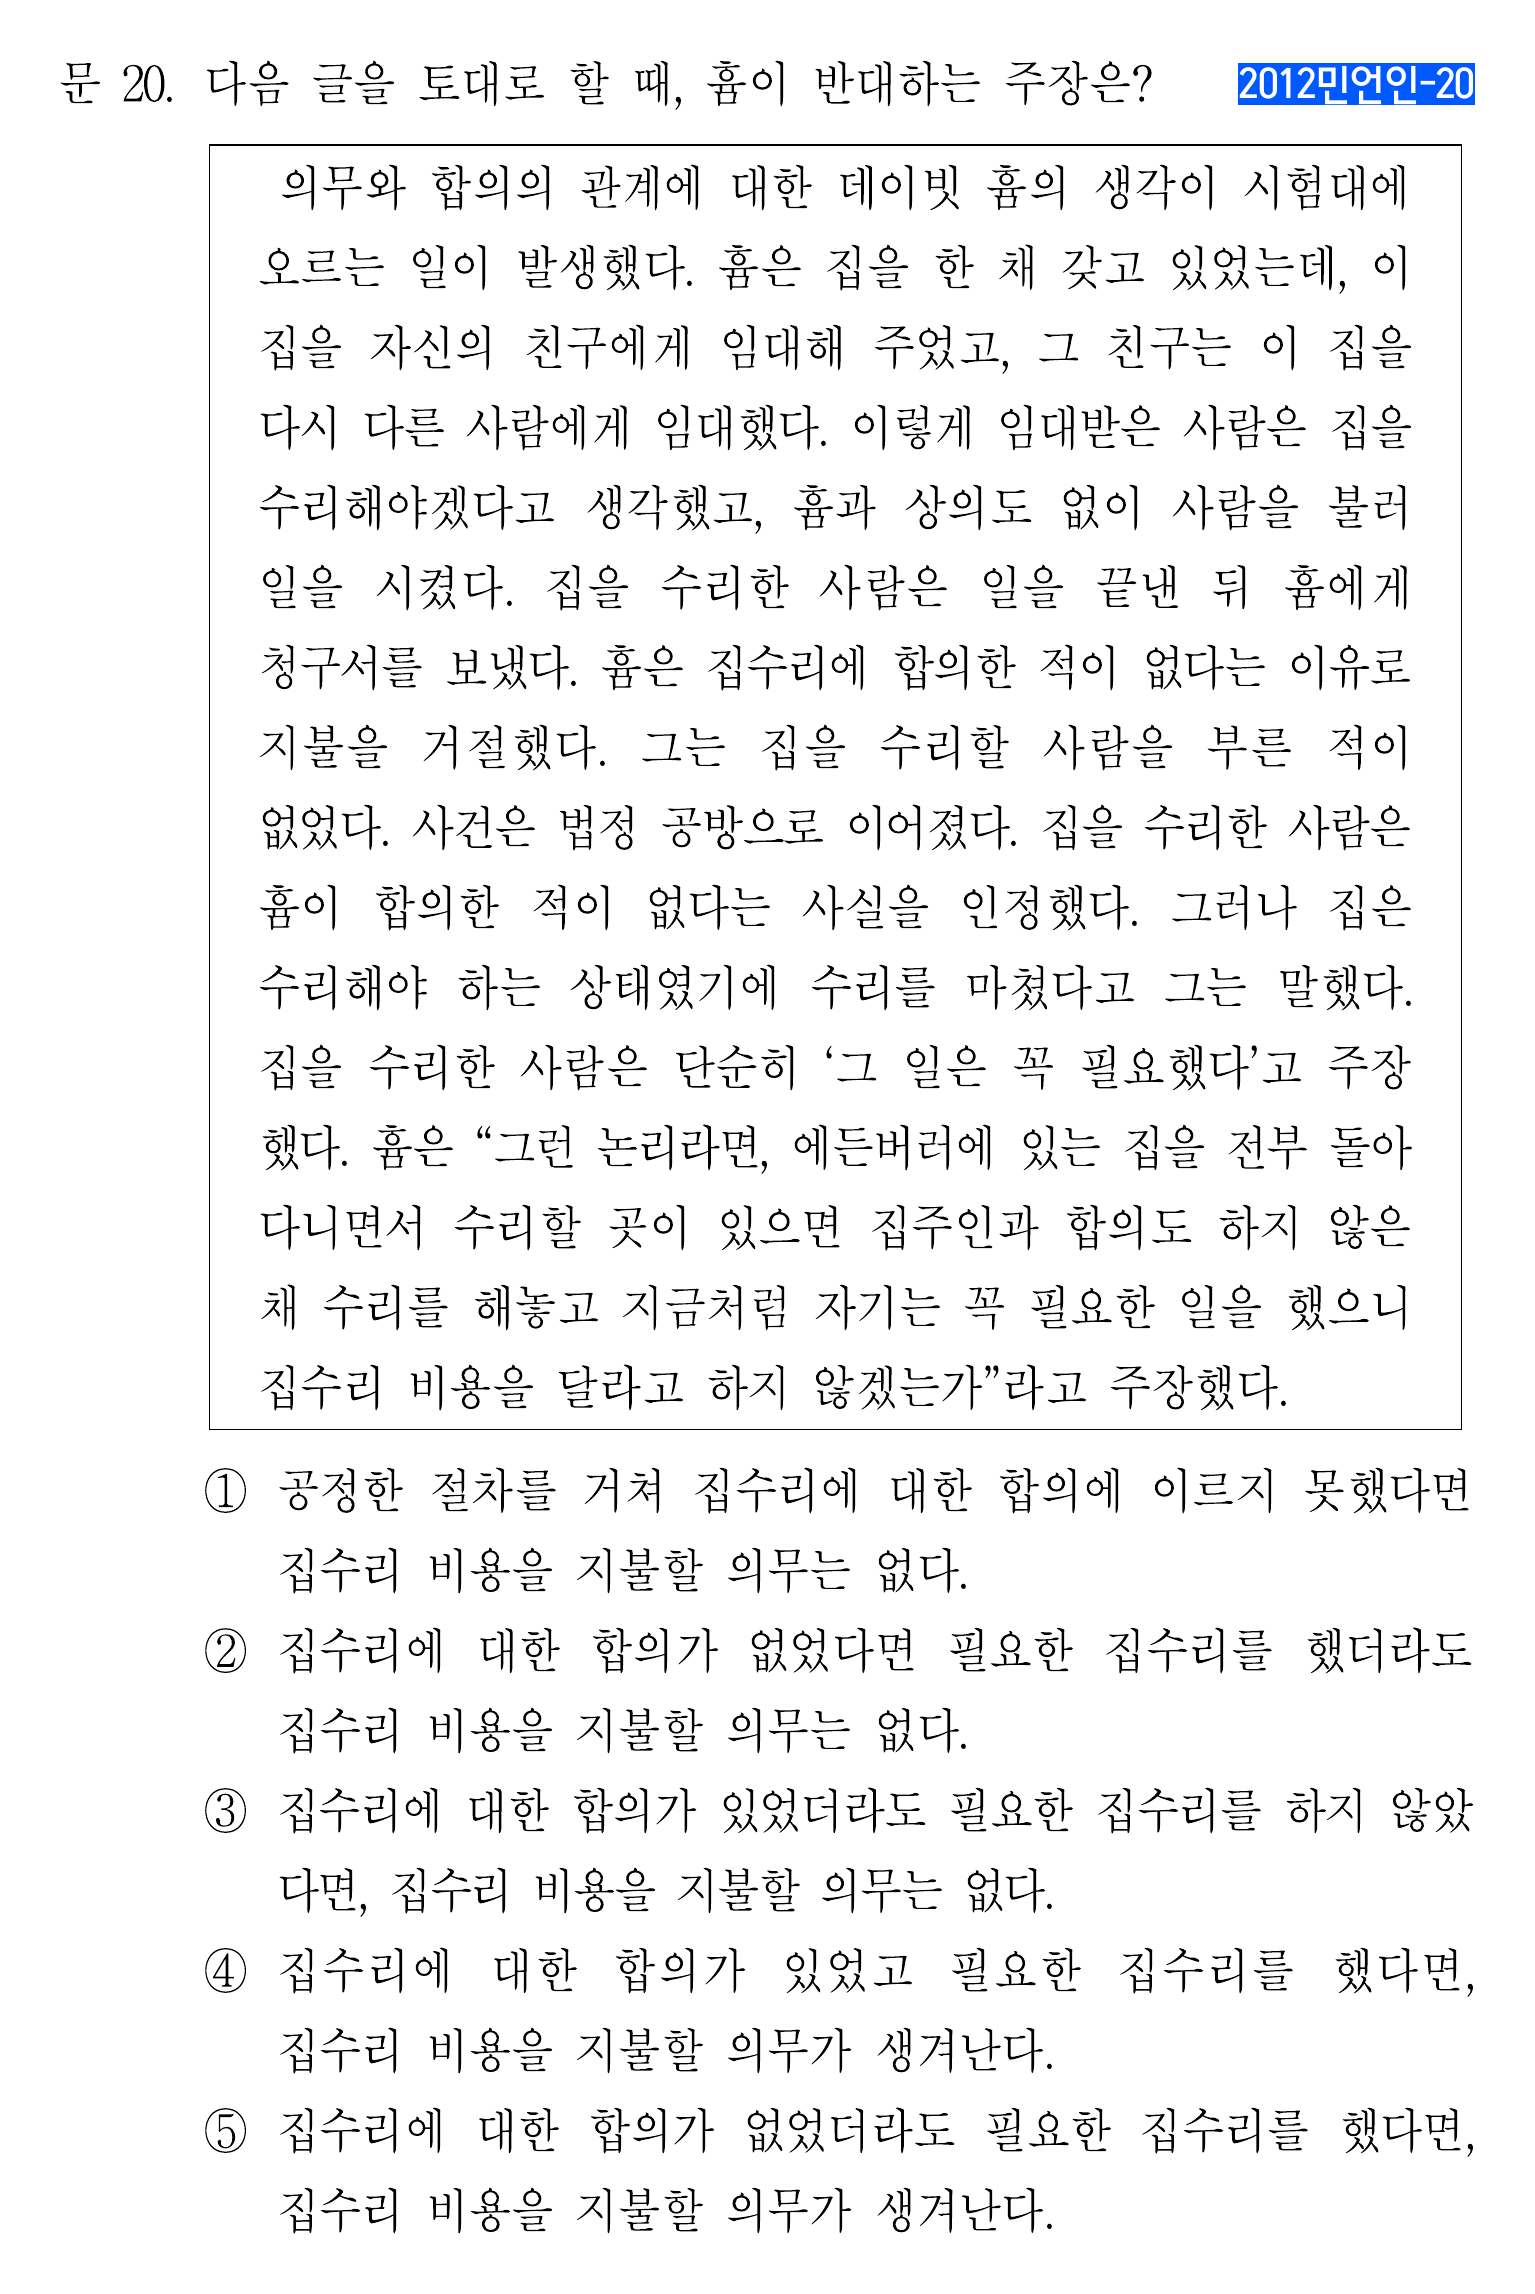 문 20. 다음 글을 토대로 할 때, 흄이 반대하는 주장은?
2012민언인-20
의무와 합의의 관계에 대한 데이빗 흄의 생각이 시험대에
오르는 일이 발생했다. 흄은 집을 한 채 갖고 있었는데, 이
집을 자신의 친구에게 임대해 주었고, 그 친구는 이 집을
다시 다른 사람에게 임대했다. 이렇게 임대받은 사람은 집을
수리해야겠다고 생각했고, 흄과 상의도 없이 사람을 불러
일을 시켰다. 집을 수리한 사람은 일을 끝낸 뒤 흄에게
청구서를 보냈다. 흄은 집수리에 합의한 적이 없다는 이유로
지불을 거절했다. 그는 집을 수리할 사람을 부른 적이
없었다. 사건은 법정 공방으로 이어졌다. 집을 수리한 사람은
흄이 합의한 적이 없다는 사실을 인정했다. 그러나 집은
수리해야 하는 상태였기에 수리를 마쳤다고 그는 말했다.
집을 수리한 사람은 단순히 ‘그 일은 꼭 필요했다’고 주장
했다. 흄은 “그런 논리라면, 에든버러에 있는 집을 전부 돌아
다니면서 수리할 곳이 있으면 집주인과 합의도 하지 않은
채 수리를 해놓고 지금처럼 자기는 꼭 필요한 일을 했으니
집수리 비용을 달라고 하지 않겠는가”라고 주장했다.
① 공정한 절차를 거쳐 집수리에 대한 합의에 이르지 못했다면
집수리 비용을 지불할 의무는 없다.
② 집수리에 대한 합의가 없었다면 필요한 집수리를 했더라도
집수리 비용을 지불할 의무는 없다.
③ 집수리에 대한 합의가 있었더라도 필요한 집수리를 하지 않았
다면, 집수리 비용을 지불할 의무는 없다.
④ 집수리에 대한 합의가 있었고 필요한 집수리를 했다면,
집수리 비용을 지불할 의무가 생겨난다.
⑤ 집수리에 대한 합의가 없었더라도 필요한 집수리를 했다면,
집수리 비용을 지불할 의무가 생겨난다.